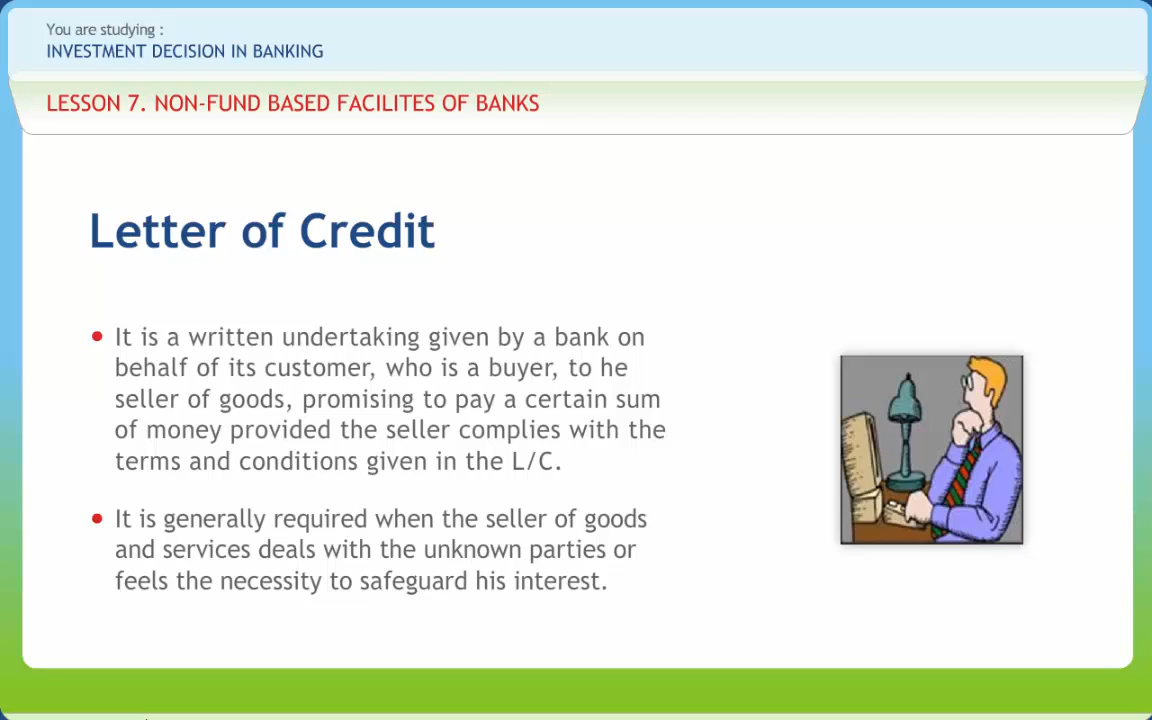 You are studying :
INVESTMENT DECISION IN BANKING
LESSON 7. NON-FUND BASED FACILITES OF BANKS
Letter of Credit
• It is a written undertaking given by a bank on
behalf of its customer, who is a buyer, to he
seller of goods, promising to pay a certain sum
of money provided the seller complies with the
terms and conditions given in the L/C.
• It is generally required when the seller of goods
and services deals with the unknown parties or
feels the necessity to safeguard his interest.